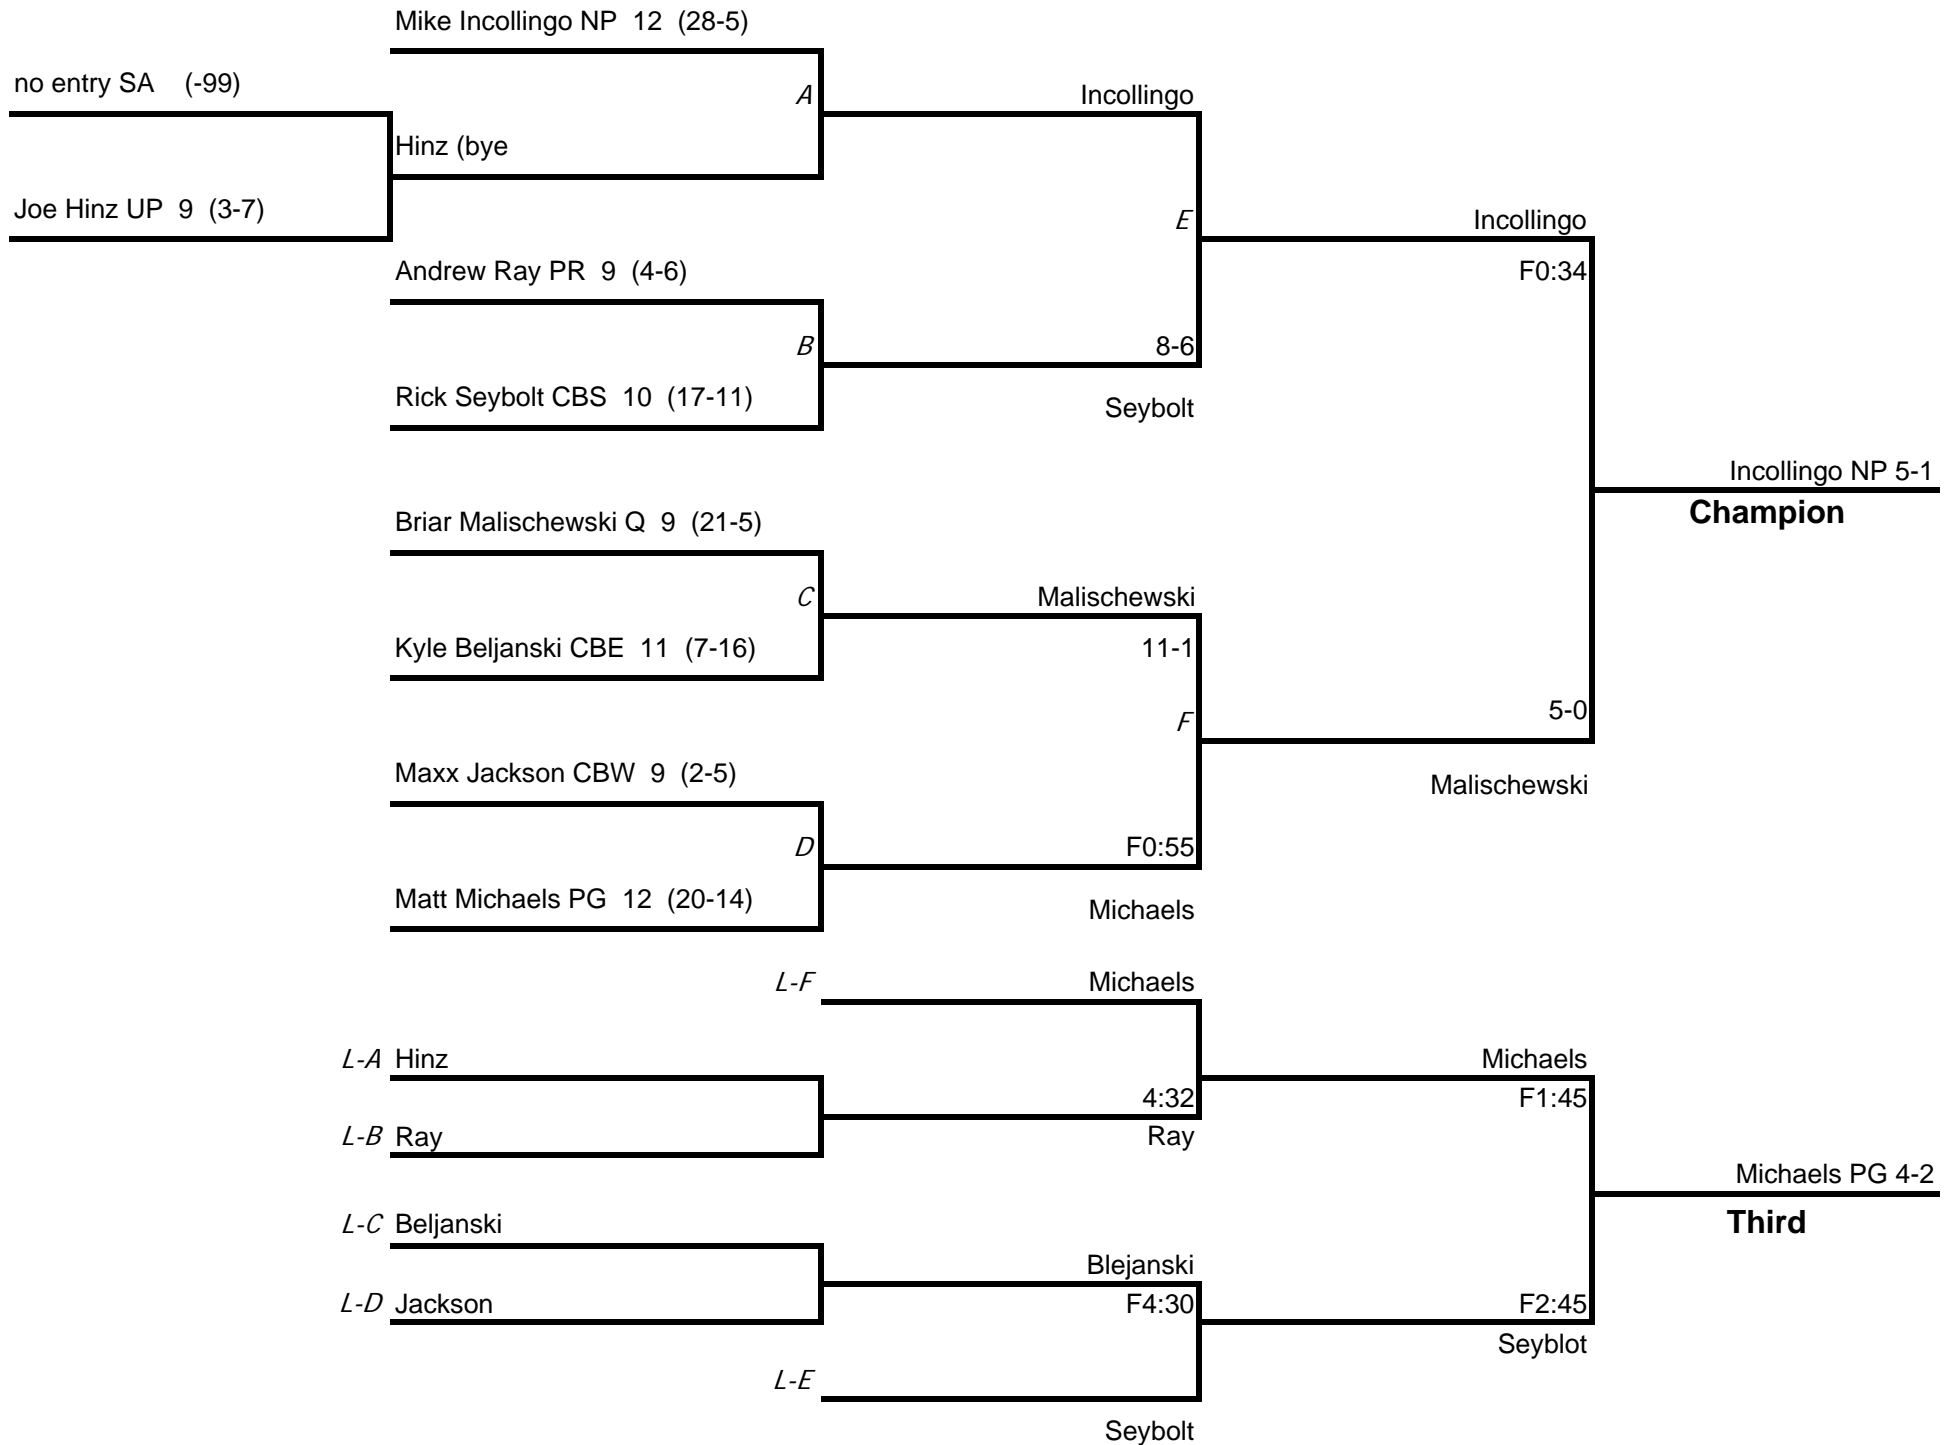 Mike Incollingo NP 12 (28-5)
no entry SA (-99)
A
Incollingo
Hinz (bye
Joe Hinz UP 9 (3-7)
E
Incollingo
Andrew Ray PR 9 (4-6)
F0:34
B
8-6
Rick Seybolt CBS 10 (17-11)
Seybolt
Incollingo NP 5-1
Champion
Briar Malischewski Q 9 (21-5)
C
Malischewski
Kyle Beljanski CBE 11 (7-16)
11-1
F
5-0
Maxx Jackson CBW 9 (2-5)
Malischewski
D
F0:55
Matt Michaels PG 12 (20-14)
Michaels
L-F
Michaels
L-A Hinz
Michaels
4:32
F1:45
L-B Ray
Ray
Michaels PG 4-2
Third
L-C Beljanski
Blejanski
L-D Jackson
F4:30
F2:45
Seyblot
L-E
Seybolt